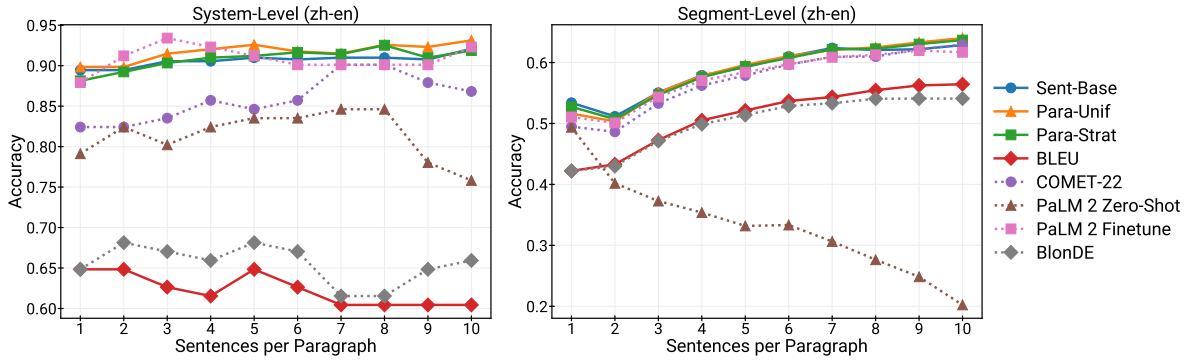 System-Level (zh-en)
Accuracy
0.95
0.90
0.85
0.80
0.75
0.70
0.65
0.60
1 2 3 4 5 6 7 8 9 10
Sentences per Paragraph
Segment-Level (zh-en)
Accuracy
0.6
0.5
0.4
0.3
0.2
1 2 3 4 5 6 7 8 9 10
Sentences per Paragraph
Sent-Base
Para-Unif
Para-Strat
BLEU
COMET-22
PaLM 2 Zero-Shot
PaLM 2 Finetune
BlonDE